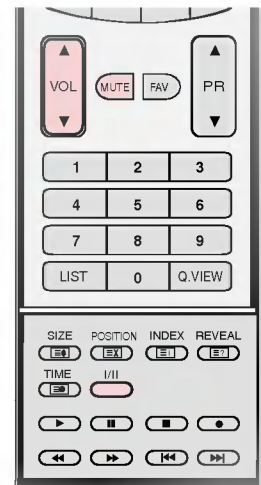 VOL MUTE FAV PR
1 2 3
4 5 6
7 8 9
LIST 0 Q.VIEW
SIZE POSITION INDEX REVEAL
TIME I/II